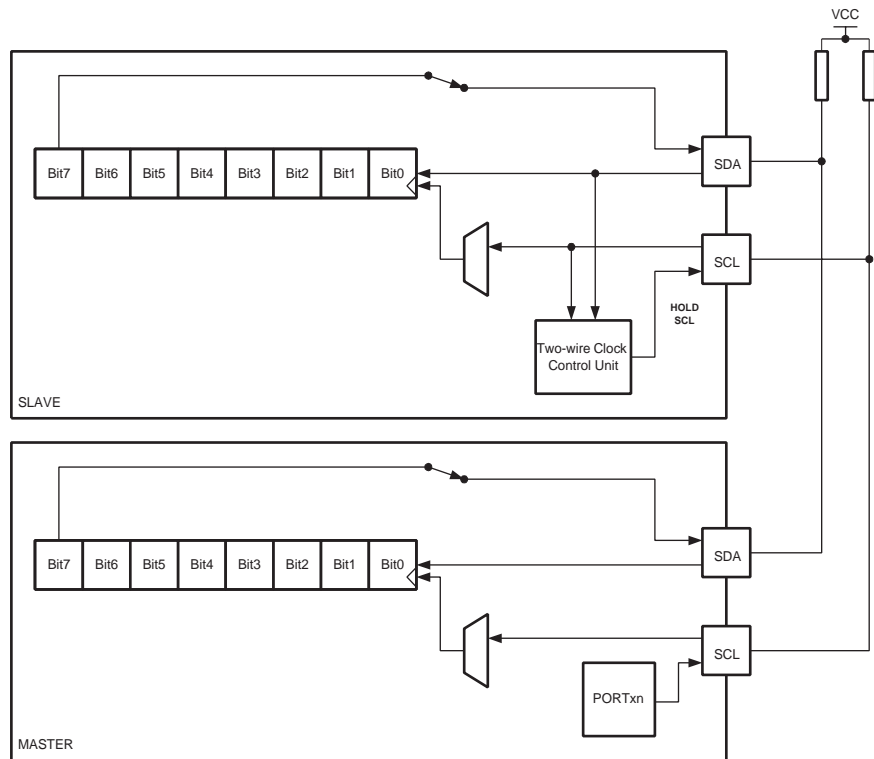 VCC
SDA
Bit7 Bit6 Bit5 Bit4 Bit3 Bit2 Bit1 Bit0
SCL
HOLD
SCL
Two-wire Clock
Control Unit
SLAVE
Bit7 Bit6 Bit5 Bit4 Bit3 Bit2 Bit1 Bit0
SDA
SCL
PORTxn
MASTER